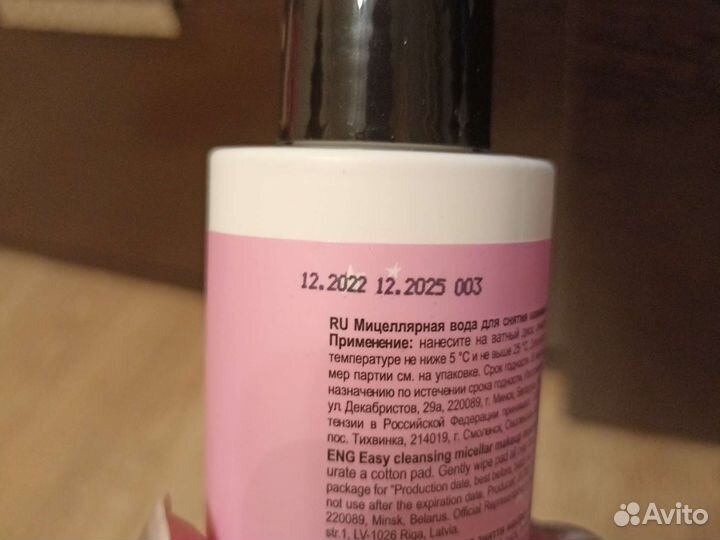 12.2022 12.2025 003
RU Мицеллярная вода для снятия
Применение: нанесите на ватный диск,
температуре не ниже 5 °C и не выше 25 °C.
мер партии см. на упаковке. Срок годности
назначению по истечении срока годности.
ул. Декабристов, 29а, 220089, г. Минск,
тензии в Российской Федерации принимает
пос. Тихвинка, 214019, г. Смоленск,
ENG Easy cleansing micellar makeup
urate a cotton pad. Gently wipe pad
package for "Production date, best before,
not use after the expiration date. Producer:
220089, Minsk, Belarus. Official
str.1, LV-1026 Riga, Latvia.
Avito